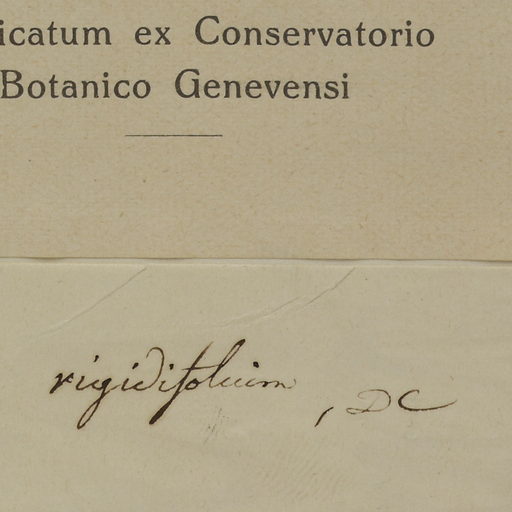 icatum ex Conservatorio
Botanico Genevensi
rigidifolium , DC